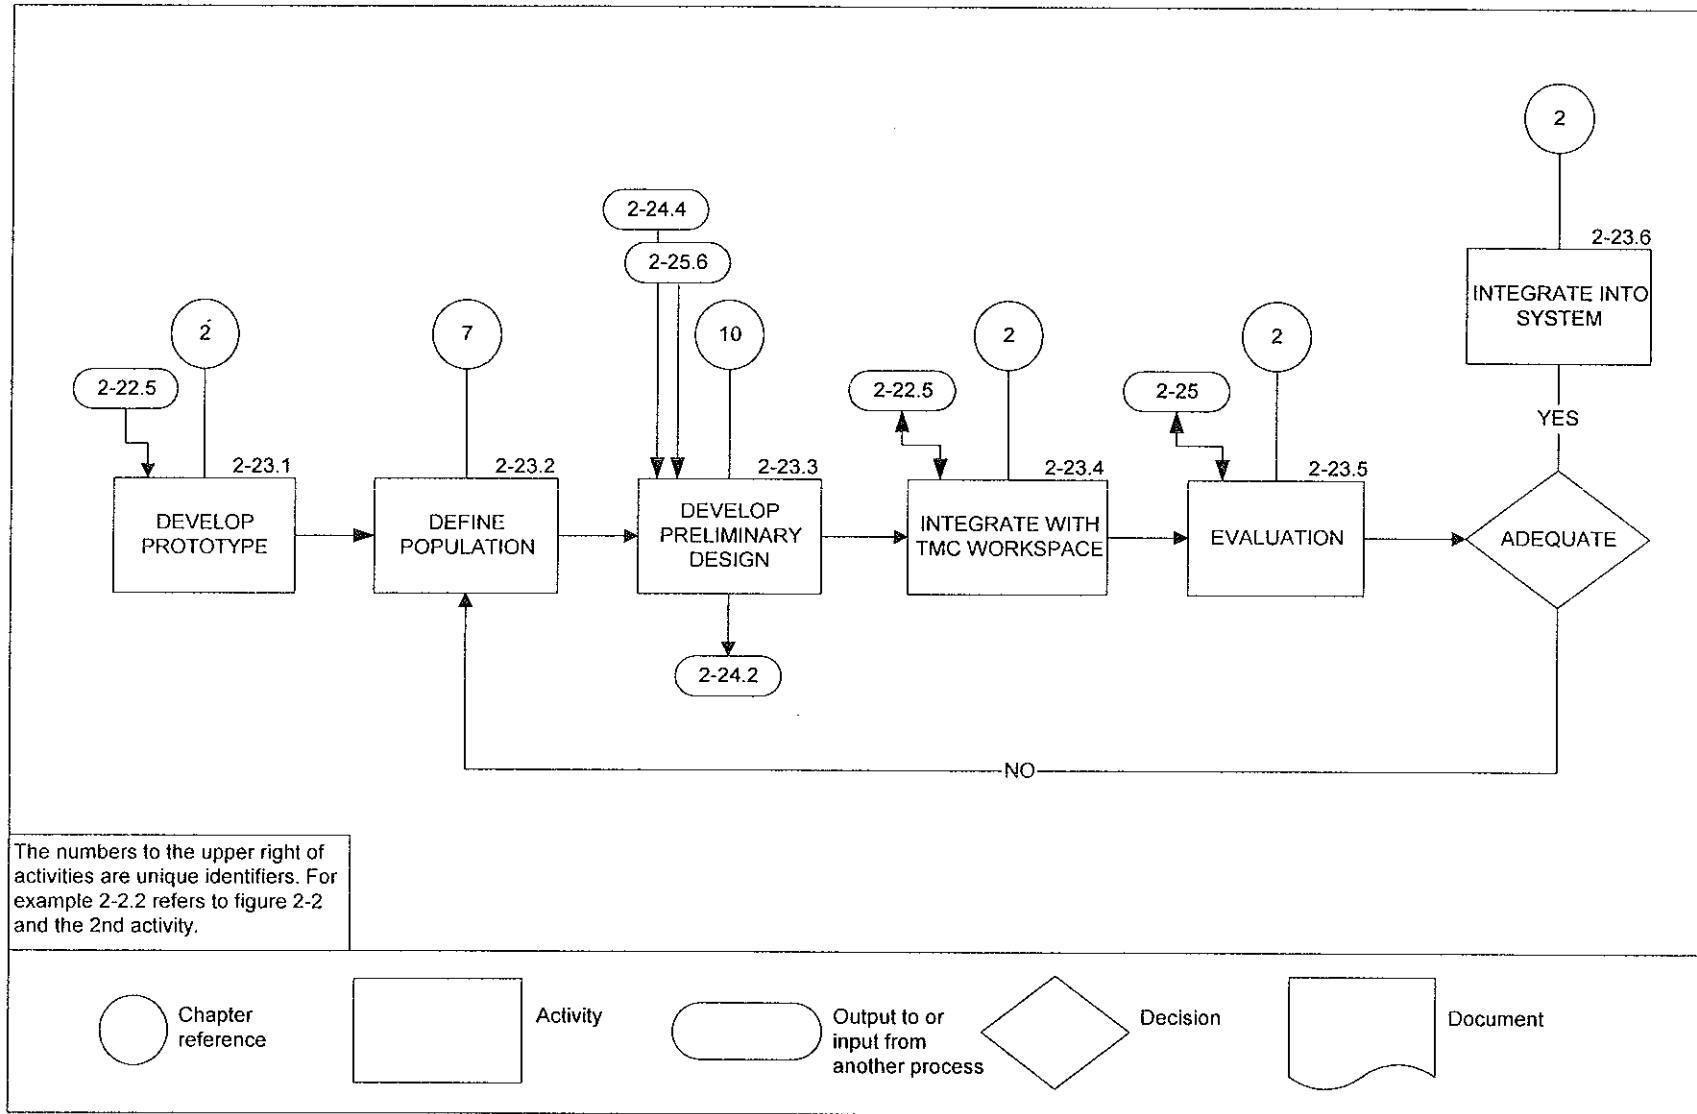 2
2-23.6
INTEGRATE INTO
SYSTEM
YES
2-24.4
2-25.6
2
7
10
2
2
2-22.5
2-22.5
2-25
2-23.1
2-23.2
2-23.3
2-23.4
2-23.5
DEVELOP
PROTOTYPE
DEFINE
POPULATION
DEVELOP
PRELIMINARY
DESIGN
INTEGRATE WITH
TMC WORKSPACE
EVALUATION
ADEQUATE
2-24.2
NO
The numbers to the upper right of
activities are unique identifiers. For
example 2-2.2 refers to figure 2-2
and the 2nd activity.
Chapter
reference
Activity
Output to or
input from
another process
Decision
Document